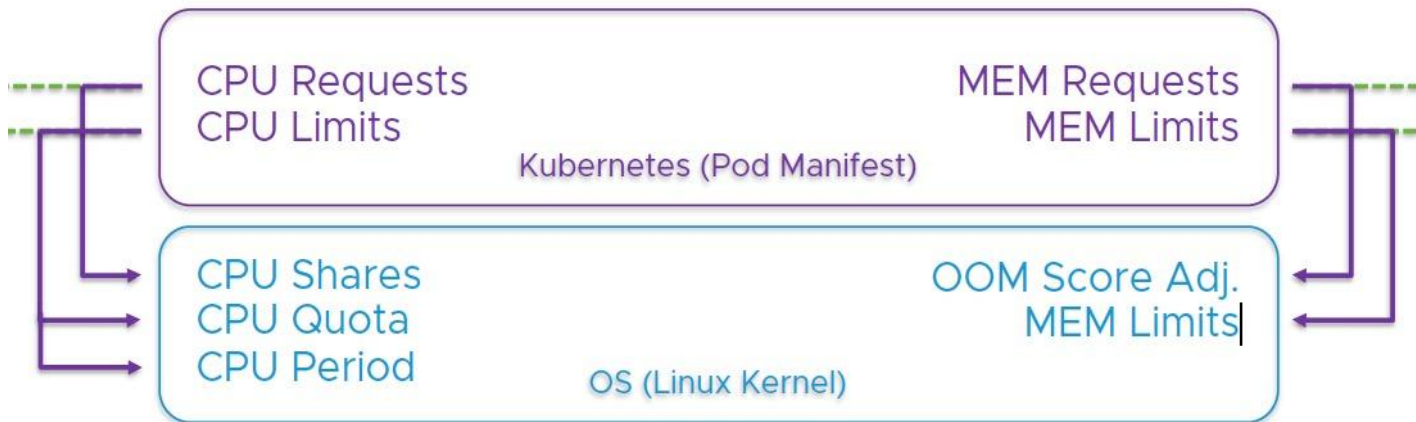 CPU Requests
CPU Limits
MEM Requests
MEM Limits
Kubernetes (Pod Manifest)
CPU Shares
CPU Quota
CPU Period
OOM Score Adj.
MEM Limits
OS (Linux Kernel)